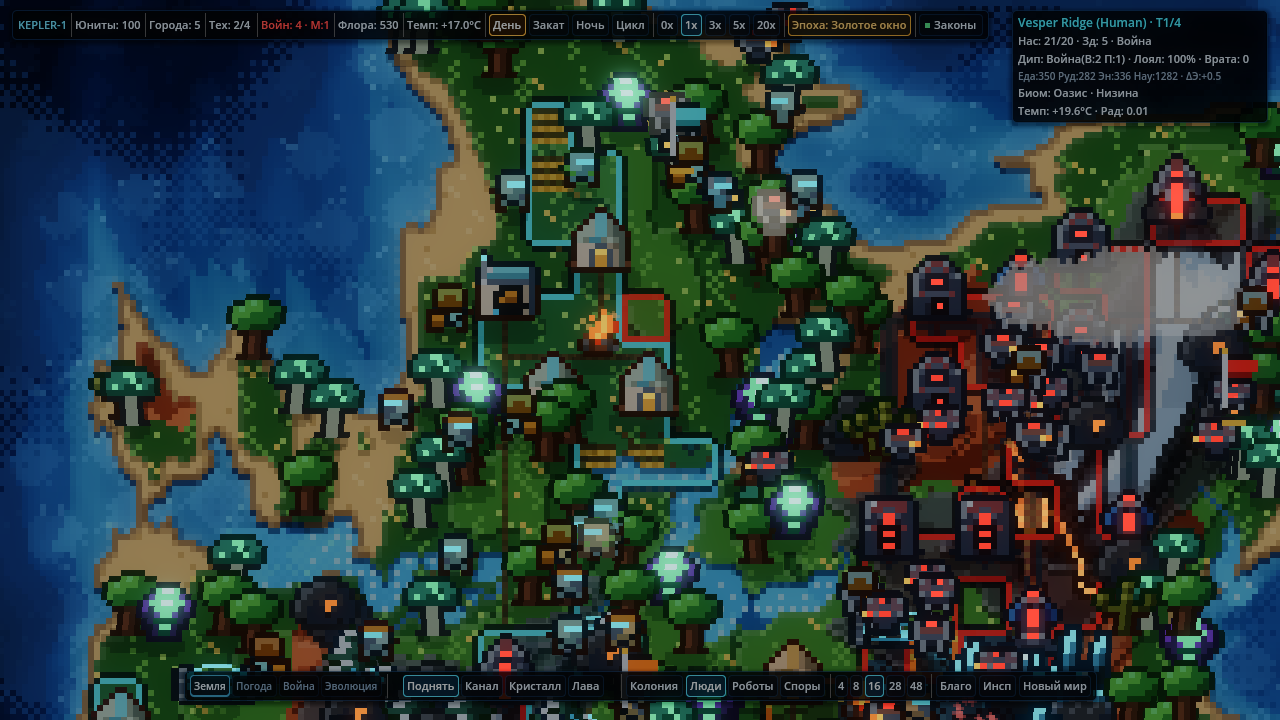 KEPLER-1 Юниты: 100 Города: 5 Тех: 2/4 Войн: 4 · М:1 Флора: 530 Темп: +17.0°C День Закат Ночь Цикл 0x 1x 3x 5x 20x Эпоха: Золотое окно Законы
Vesper Ridge (Human) · T1/4
Нас: 21/20 · Зд: 5 · Война
Дип: Война(В:2 П:1) · Лоял: 100% · Врата: 0
Еда:350 Руд:282 Эн:336 Нау:1282 · ΔЭ:+0.5
Биом: Оазис · Низина
Темп: +19.6°C · Рад: 0.01
Земля Погода Война Эволюция Поднять Канал Кристалл Лава Колония Люди Роботы Споры 4 8 16 28 48 Благо Инсп Новый мир